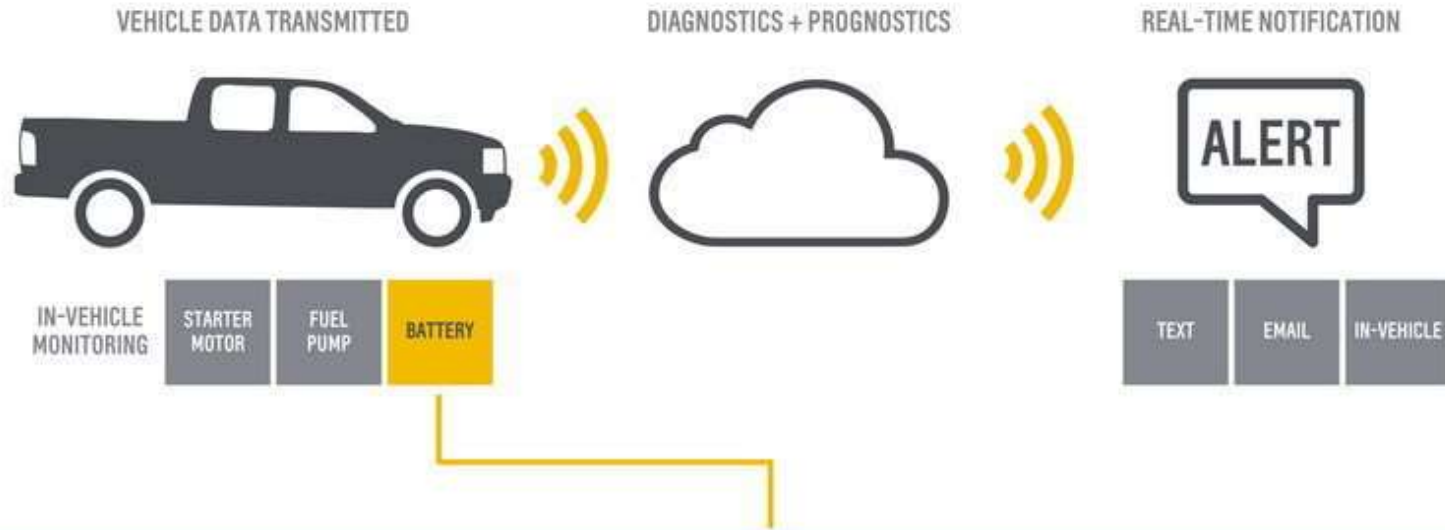 VEHICLE DATA TRANSMITTED
DIAGNOSTICS + PROGNOSTICS
REAL-TIME NOTIFICATION
ALERT
IN-VEHICLE
MONITORING
STARTER
MOTOR
FUEL
PUMP
BATTERY
TEXT
EMAIL
IN-VEHICLE